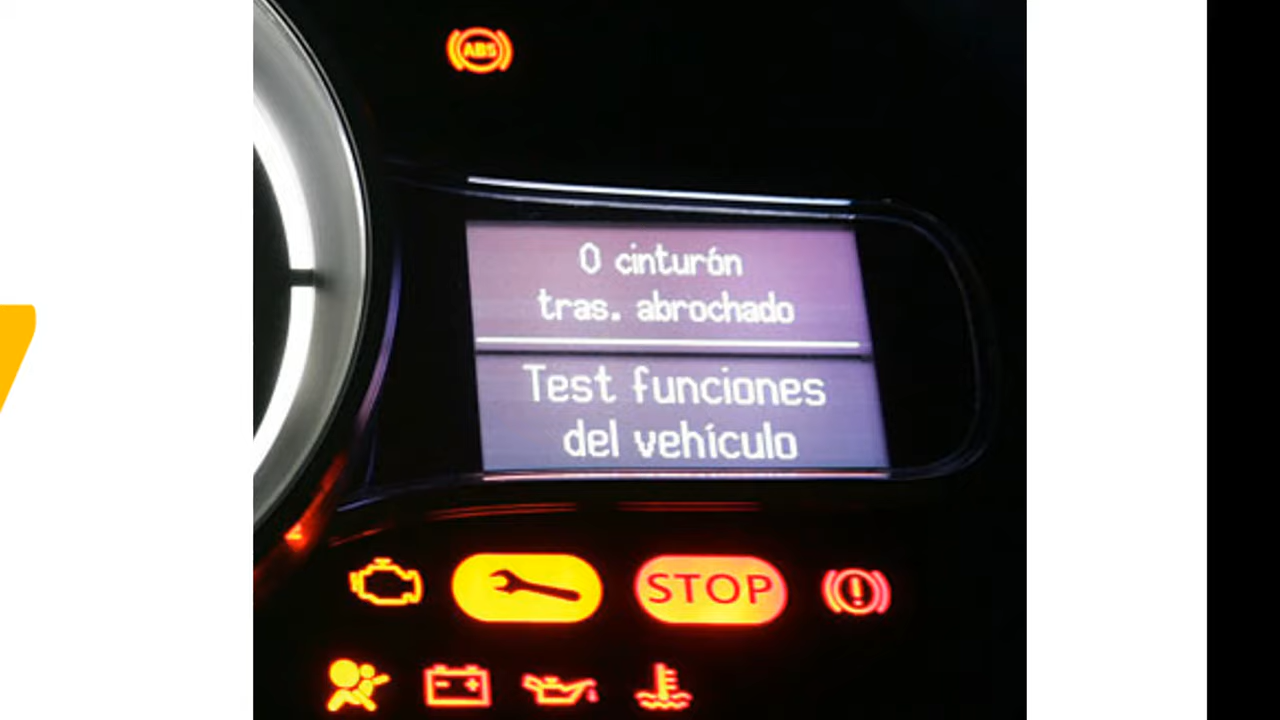 ABS
0 cinturón
tras. abrochado
Test funciones
del vehículo
STOP